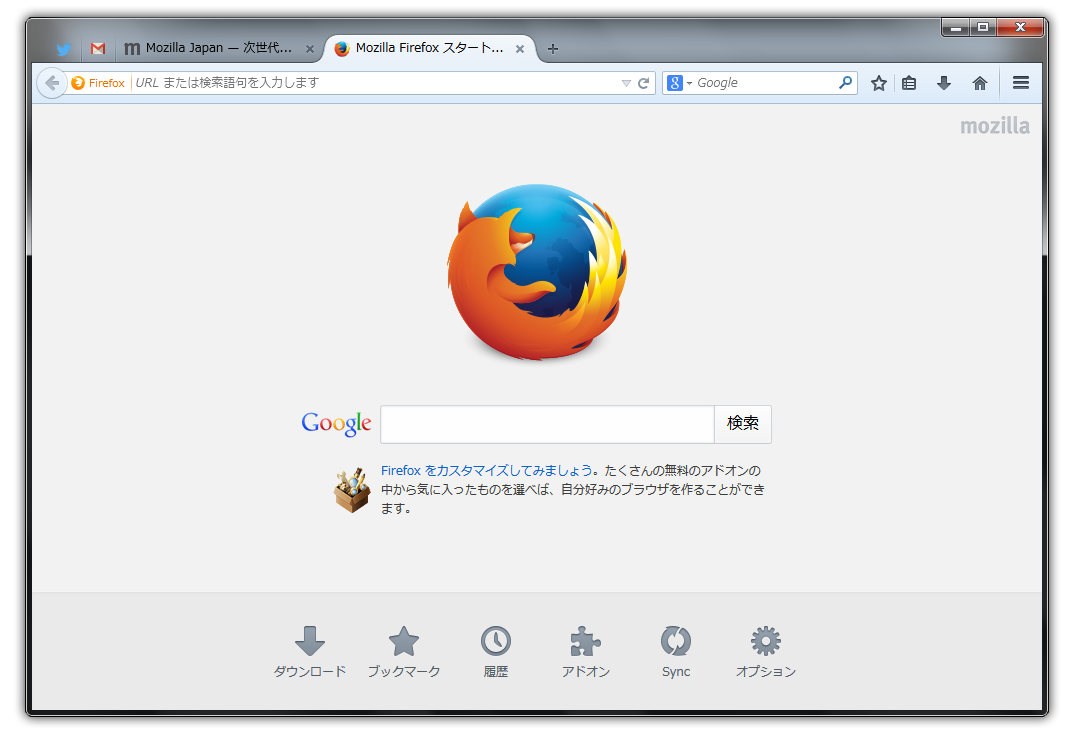 m Mozilla Japan — 次世代...
Mozilla Firefox スタート...
Firefox
URL または検索語句を入力します
8
Google
mozilla
Google
検索
Firefox をカスタマイズしてみましょう。たくさんの無料のアドオンの
中から気に入ったものを選べば、自分好みのブラウザを作ることができ
ます。
ダウンロード
ブックマーク
履歴
アドオン
Sync
オプション